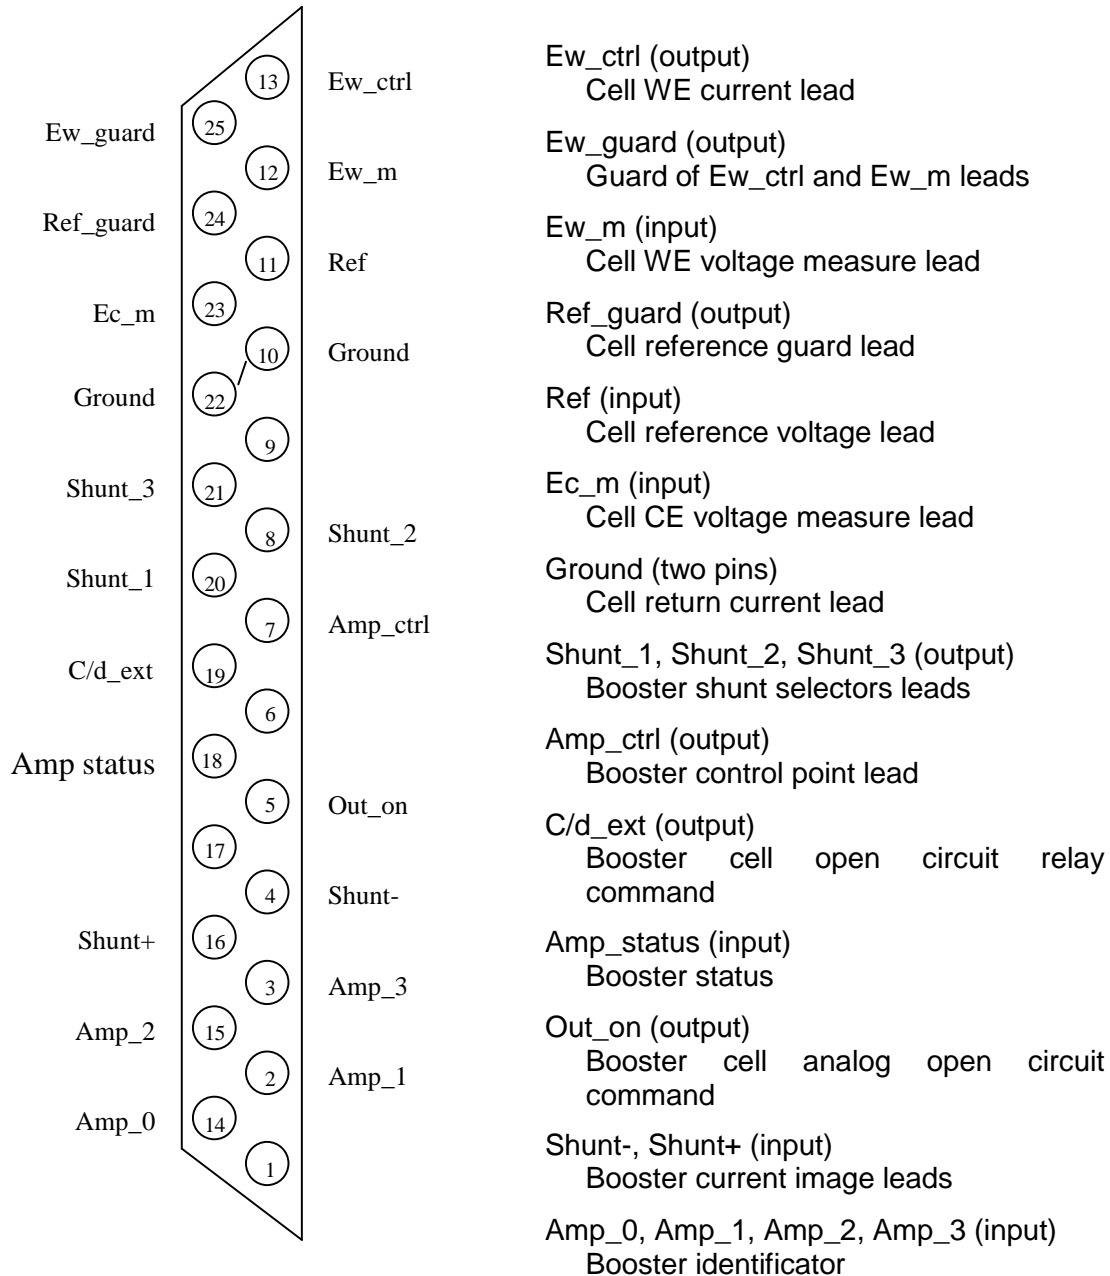 13
Ew_ctrl
25
Ew_guard
12
Ew_m
24
Ref_guard
11
Ref
23
Ec_m
10
Ground
22
Ground
9
21
Shunt_3
8
Shunt_2
20
Shunt_1
7
Amp_ctrl
19
C/d_ext
6
18
Amp status
5
Out_on
17
4
Shunt-
16
Shunt+
3
Amp_3
15
Amp_2
2
Amp_1
14
Amp_0
1
Ew_ctrl (output)
Cell WE current lead
Ew_guard (output)
Guard of Ew_ctrl and Ew_m leads
Ew_m (input)
Cell WE voltage measure lead
Ref_guard (output)
Cell reference guard lead
Ref (input)
Cell reference voltage lead
Ec_m (input)
Cell CE voltage measure lead
Ground (two pins)
Cell return current lead
Shunt_1, Shunt_2, Shunt_3 (output)
Booster shunt selectors leads
Amp_ctrl (output)
Booster control point lead
C/d_ext (output)
Booster cell open circuit relay
command
Amp_status (input)
Booster status
Out_on (output)
Booster cell analog open circuit
command
Shunt-, Shunt+ (input)
Booster current image leads
Amp_0, Amp_1, Amp_2, Amp_3 (input)
Booster identificator